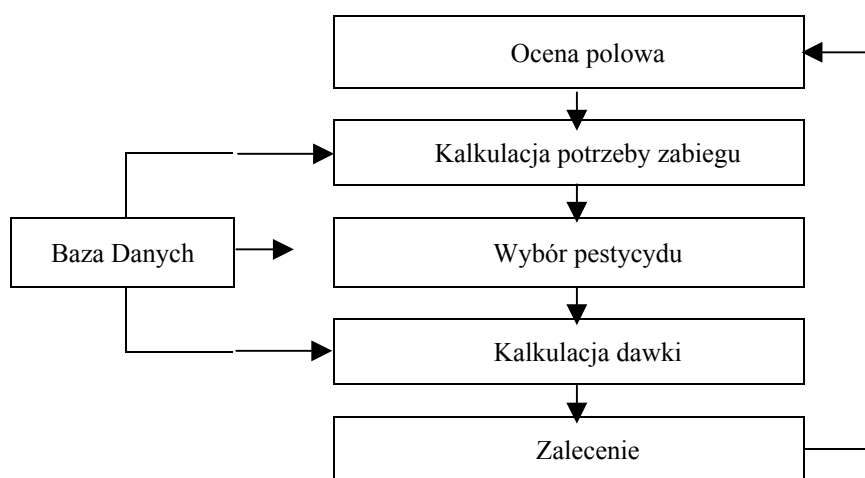 Ocena polowa
Kalkulacja potrzeby zabiegu
Baza Danych
Wybór pestycydu
Kalkulacja dawki
Zalecenie